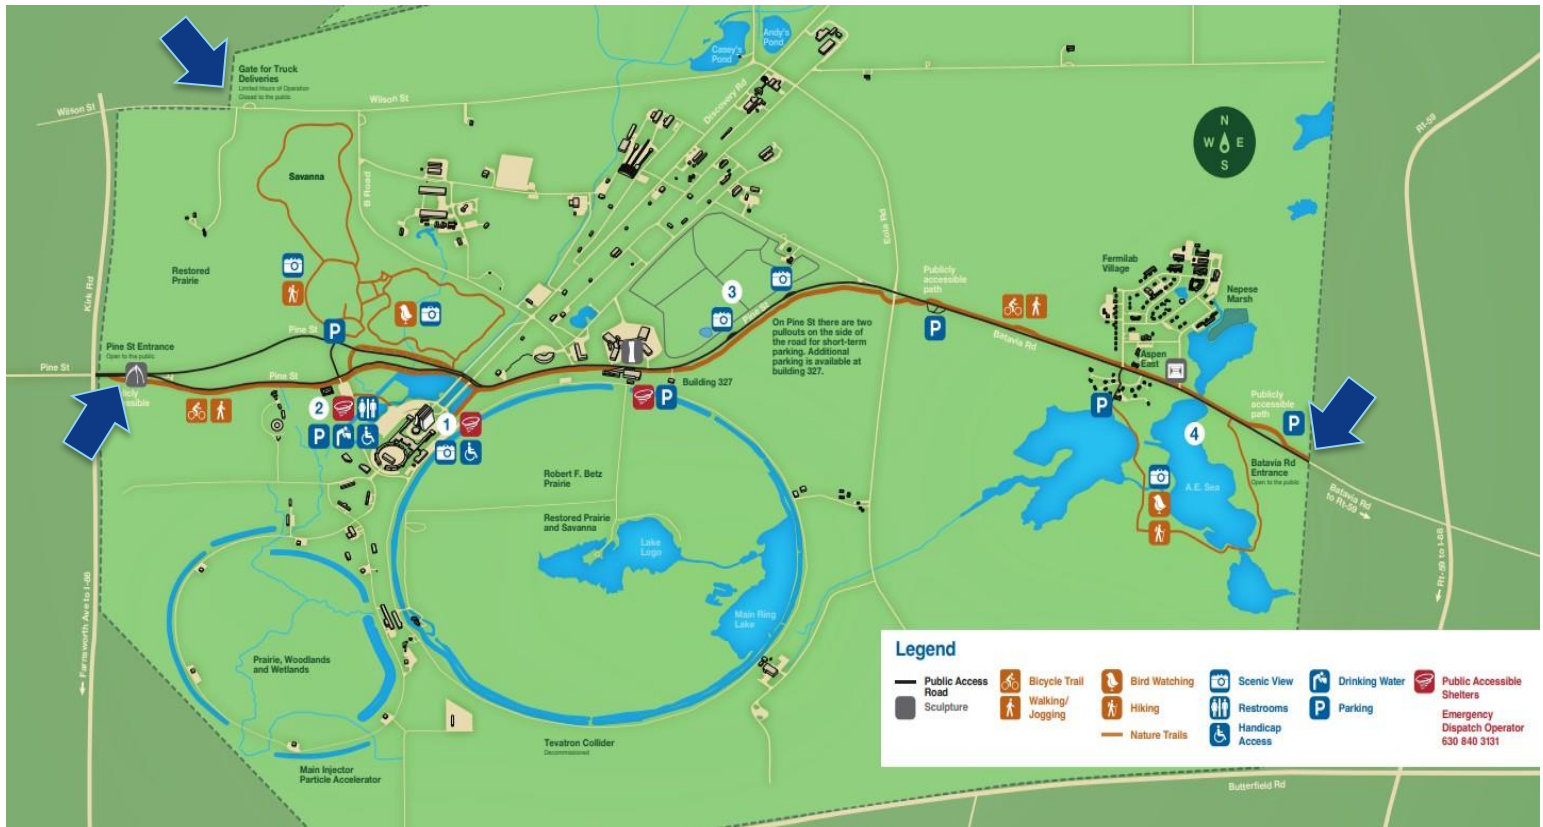 Gate for Truck
Deliveries
Limited Hours of Operation
Closed to the public
Wilson St
Wilson St
Casey's
Pond
Andy's
Pond
Discovery Rd
Rt-59
N
W E
S
Savanna
B Road
Eola Rd
Restored
Prairie
Kirk Rd
Fermilab
Village
Nepese
Marsh
Publicly
accessible
path
3
Pine St
Pine St
Pine St Entrance
Open to the public
Pine St
Pine St
P
P
On Pine St there are two
pullouts on the side of
the road for short-term
parking. Additional
parking is available at
building 327.
Batavia Rd
Aspen
East
Building 327
P
P
2
P
1
Publicly
accessible
path
P
4
A.E. Sea
Batavia Rd
Entrance
Open to the public
Batavia Rd
to Rt-59
Robert F. Betz
Prairie
Restored Prairie
and Savanna
Lake
Logo
Main Ring
Lake
Farnsworth Ave to I-88
Rt-59 to I-88
Prairie, Woodlands
and Wetlands
Tevatron Collider
Decommissioned
Main Injector
Particle Accelerator
Butterfield Rd
Legend
Public Access
Road
Sculpture
Bicycle Trail
Walking/
Jogging
Bird Watching
Hiking
Nature Trails
Scenic View
Restrooms
Handicap
Access
Drinking Water
P Parking
Public Accessible
Shelters
Emergency
Dispatch Operator
630 840 3131